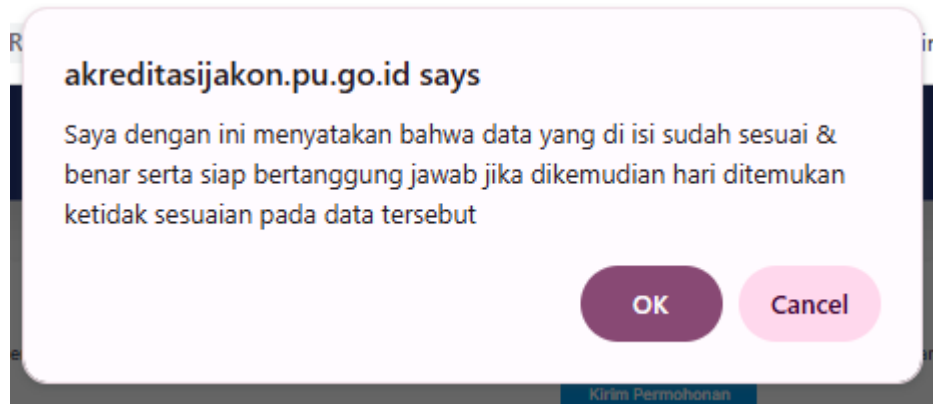 akreditasijakon.pu.go.id says
Saya dengan ini menyatakan bahwa data yang di isi sudah sesuai &
benar serta siap bertanggung jawab jika dikemudian hari ditemukan
ketidak sesuaian pada data tersebut
OK
Cancel
Kirim Permohonan